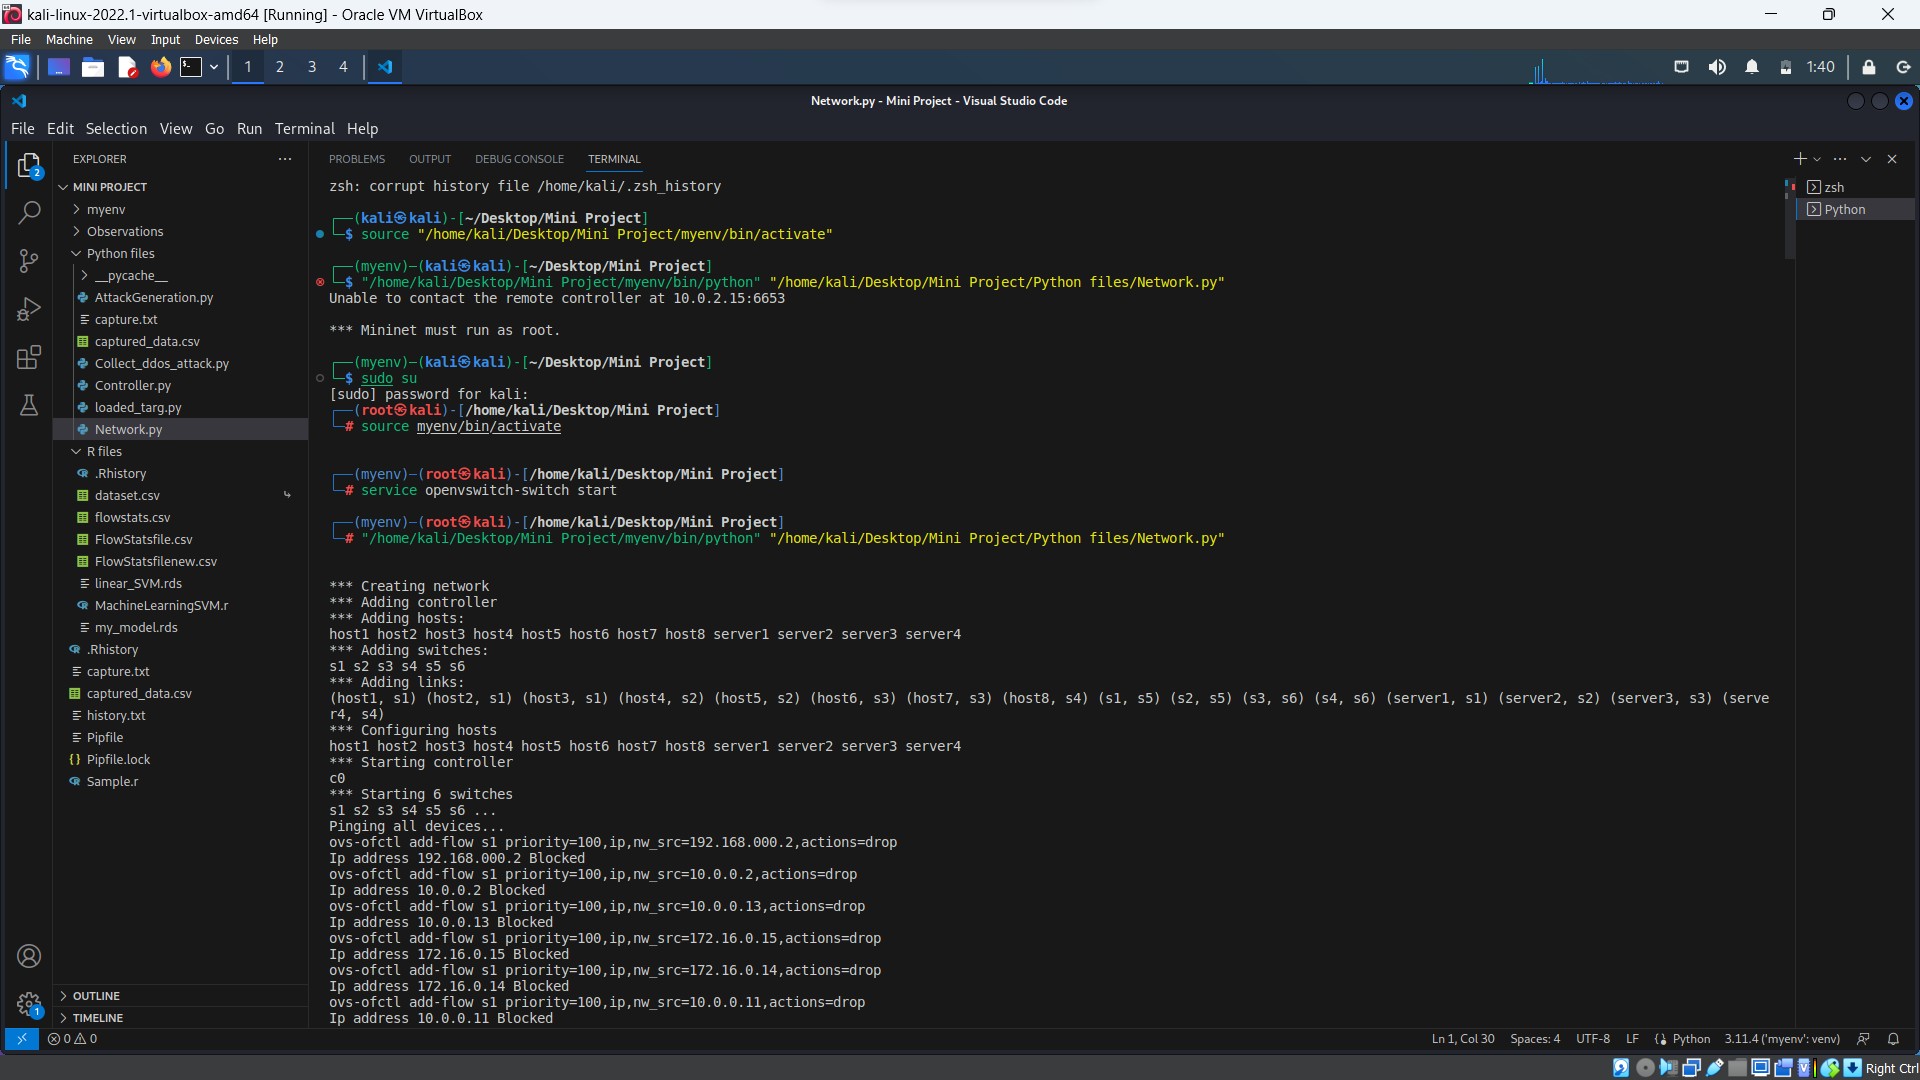 kali-linux-2022.1-virtualbox-amd64 [Running] - Oracle VM VirtualBox
File Machine View Input Devices Help
1 2 3 4
1:40
Network.py - Mini Project - Visual Studio Code
File Edit Selection View Go Run Terminal Help
EXPLORER
2
MINI PROJECT
myenv
Observations
Python files
__pycache__
AttackGeneration.py
capture.txt
captured_data.csv
Collect_ddos_attack.py
Controller.py
loaded_targ.py
Network.py
R files
.Rhistory
dataset.csv
flowstats.csv
FlowStatsfile.csv
FlowStatsfilenew.csv
linear_SVM.rds
MachineLearningSVM.r
my_model.rds
.Rhistory
capture.txt
captured_data.csv
history.txt
Pipfile
Pipfile.lock
Sample.r
OUTLINE
TIMELINE
1
PROBLEMS OUTPUT DEBUG CONSOLE TERMINAL
zsh: corrupt history file /home/kali/.zsh_history
┌──(kali㉿kali)-[~/Desktop/Mini Project]
└─$ source "/home/kali/Desktop/Mini Project/myenv/bin/activate"
┌──(myenv)─(kali㉿kali)-[~/Desktop/Mini Project]
└─$ "/home/kali/Desktop/Mini Project/myenv/bin/python" "/home/kali/Desktop/Mini Project/Python files/Network.py"
Unable to contact the remote controller at 10.0.2.15:6653
*** Mininet must run as root.
┌──(myenv)─(kali㉿kali)-[~/Desktop/Mini Project]
└─$ sudo su
[sudo] password for kali:
┌──(root㉿kali)-[/home/kali/Desktop/Mini Project]
└─# source myenv/bin/activate
┌──(myenv)─(root㉿kali)-[/home/kali/Desktop/Mini Project]
└─# service openvswitch-switch start
┌──(myenv)─(root㉿kali)-[/home/kali/Desktop/Mini Project]
└─# "/home/kali/Desktop/Mini Project/myenv/bin/python" "/home/kali/Desktop/Mini Project/Python files/Network.py"
*** Creating network
*** Adding controller
*** Adding hosts:
host1 host2 host3 host4 host5 host6 host7 host8 server1 server2 server3 server4
*** Adding switches:
s1 s2 s3 s4 s5 s6
*** Adding links:
(host1, s1) (host2, s1) (host3, s1) (host4, s2) (host5, s2) (host6, s3) (host7, s3) (host8, s4) (s1, s5) (s2, s5) (s3, s6) (s4, s6) (server1, s1) (server2, s2) (server3, s3) (serve
r4, s4)
*** Configuring hosts
host1 host2 host3 host4 host5 host6 host7 host8 server1 server2 server3 server4
*** Starting controller
c0
*** Starting 6 switches
s1 s2 s3 s4 s5 s6 ...
Pinging all devices...
ovs-ofctl add-flow s1 priority=100,ip,nw_src=192.168.000.2,actions=drop
Ip address 192.168.000.2 Blocked
ovs-ofctl add-flow s1 priority=100,ip,nw_src=10.0.0.2,actions=drop
Ip address 10.0.0.2 Blocked
ovs-ofctl add-flow s1 priority=100,ip,nw_src=10.0.0.13,actions=drop
Ip address 10.0.0.13 Blocked
ovs-ofctl add-flow s1 priority=100,ip,nw_src=172.16.0.15,actions=drop
Ip address 172.16.0.15 Blocked
ovs-ofctl add-flow s1 priority=100,ip,nw_src=172.16.0.14,actions=drop
Ip address 172.16.0.14 Blocked
ovs-ofctl add-flow s1 priority=100,ip,nw_src=10.0.0.11,actions=drop
Ip address 10.0.0.11 Blocked
zsh
Python
0 0
Ln 1, Col 30 Spaces: 4 UTF-8 LF Python 3.11.4 ('myenv': venv)
Right Ctrl